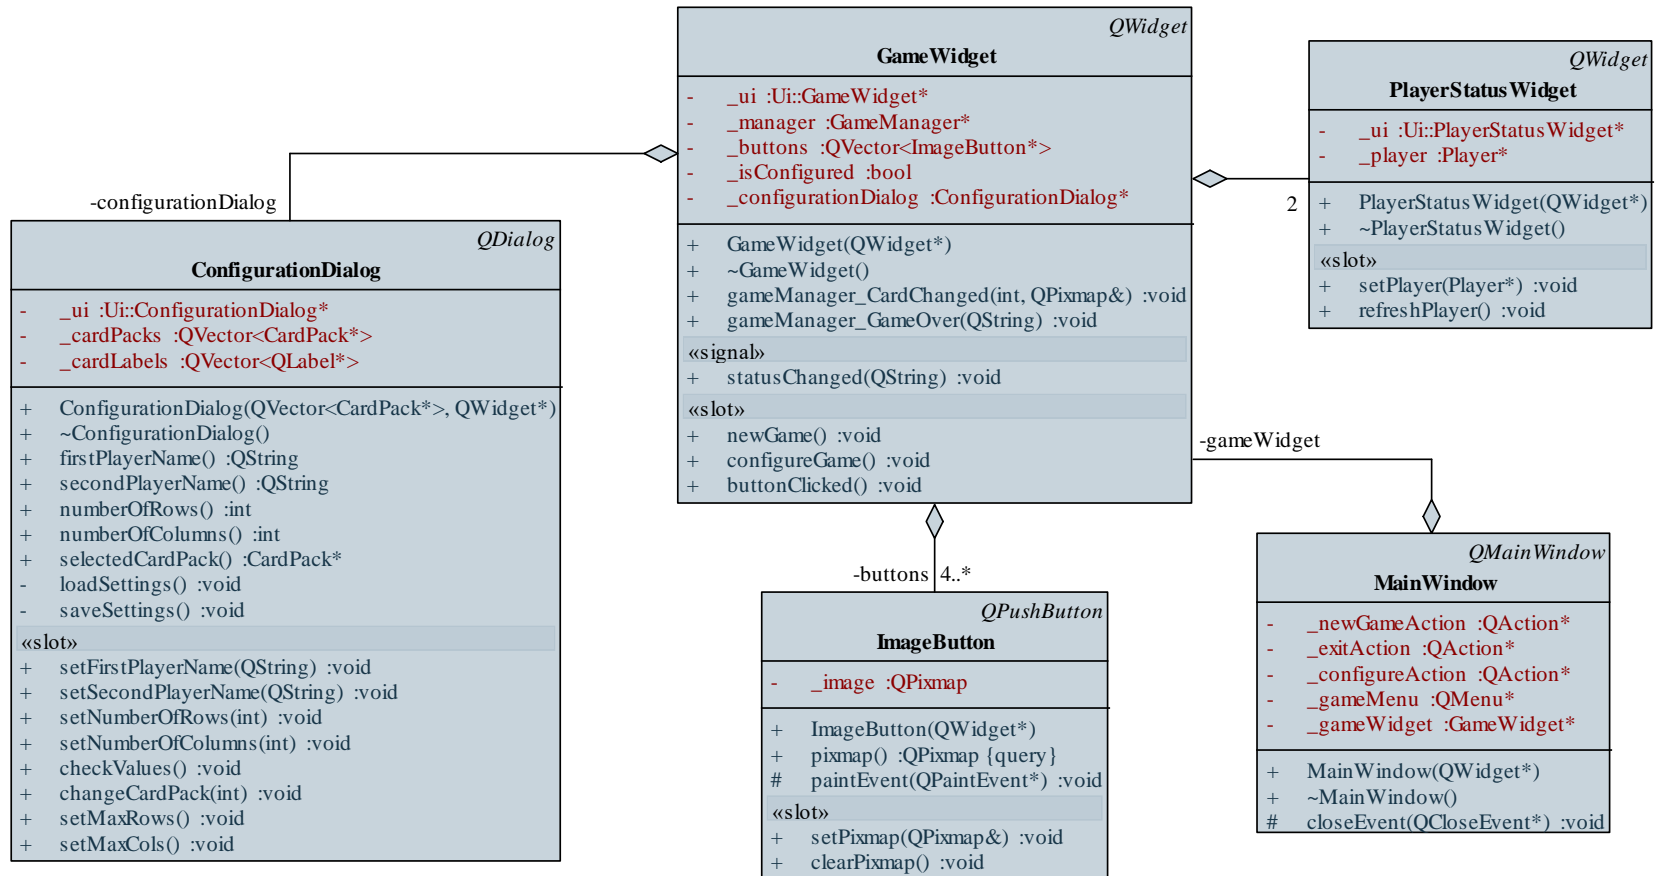 QWidget
GameWidget
- _ui :Ui::GameWidget*
- _manager :GameManager*
- _buttons :QVector<ImageButton*>
- _isConfigured :bool
- _configurationDialog :ConfigurationDialog*
+ GameWidget(QWidget*)
+ ~GameWidget()
+ gameManager_CardChanged(int, QPixmap&) :void
+ gameManager_GameOver(QString) :void
«signal»
+ statusChanged(QString) :void
«slot»
+ newGame() :void
+ configureGame() :void
+ buttonClicked() :void
QWidget
PlayerStatusWidget
- _ui :Ui::PlayerStatusWidget*
- _player :Player*
+ PlayerStatusWidget(QWidget*)
+ ~PlayerStatusWidget()
«slot»
+ setPlayer(Player*) :void
+ refreshPlayer() :void
2
-configurationDialog
QDialog
ConfigurationDialog
- _ui :Ui::ConfigurationDialog*
- _cardPacks :QVector<CardPack*>
- _cardLabels :QVector<QLabel*>
+ ConfigurationDialog(QVector<CardPack*>, QWidget*)
+ ~ConfigurationDialog()
+ firstPlayerName() :QString
+ secondPlayerName() :QString
+ numberOfRows() :int
+ numberOfColumns() :int
+ selectedCardPack() :CardPack*
- loadSettings() :void
- saveSettings() :void
«slot»
+ setFirstPlayerName(QString) :void
+ setSecondPlayerName(QString) :void
+ setNumberOfRows(int) :void
+ setNumberOfColumns(int) :void
+ checkValues() :void
+ changeCardPack(int) :void
+ setMaxRows() :void
+ setMaxCols() :void
-buttons 4..*
QPushButton
ImageButton
- _image :QPixmap
+ ImageButton(QWidget*)
+ pixmap() :QPixmap {query}
# paintEvent(QPaintEvent*) :void
«slot»
+ setPixmap(QPixmap&) :void
+ clearPixmap() :void
-gameWidget
QMainWindow
MainWindow
- _newGameAction :QAction*
- _exitAction :QAction*
- _configureAction :QAction*
- _gameMenu :QMenu*
- _gameWidget :GameWidget*
+ MainWindow(QWidget*)
+ ~MainWindow()
# closeEvent(QCloseEvent*) :void